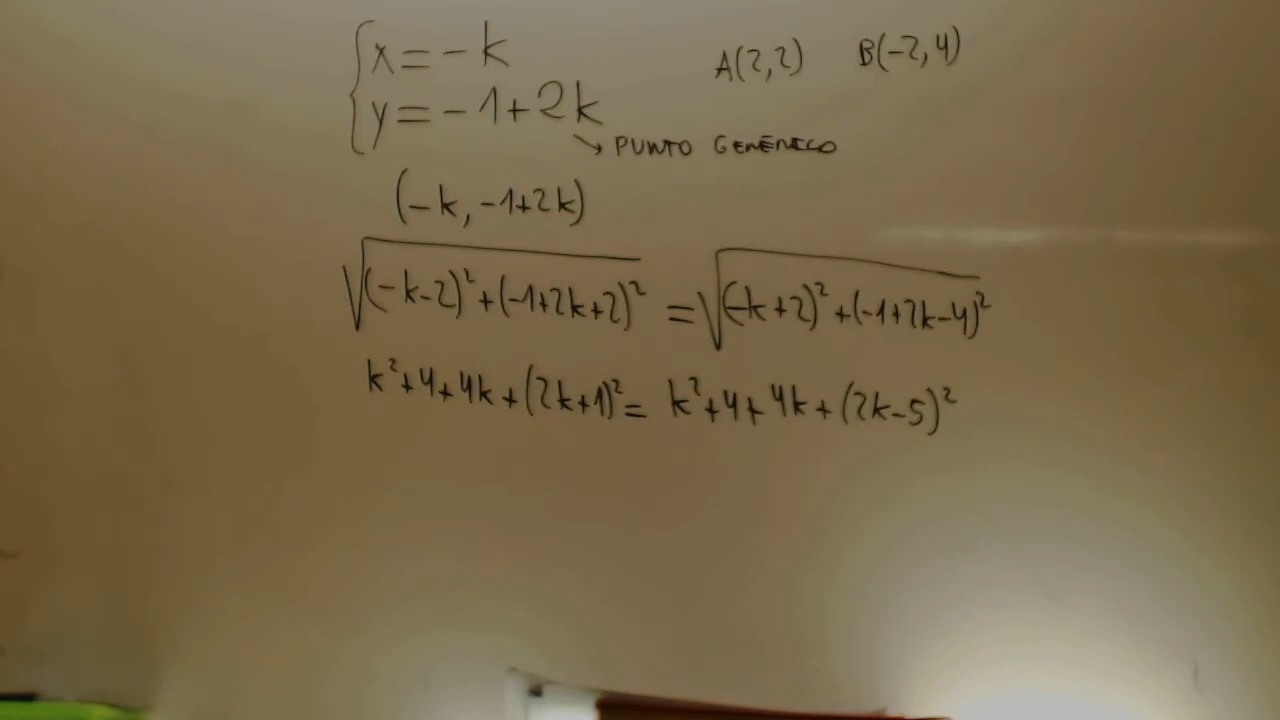 x = -k A(2,2) B(-2,4)
y = -1+2k
→ PUNTO GENÉRICO
(-k, -1+2k)
√((-k-2)²+(-1+2k+2)²) = √((-k+2)²+(-1+2k-4)²)
k²+4+4k+(2k+1)² = k²+4+4k+(2k-5)²